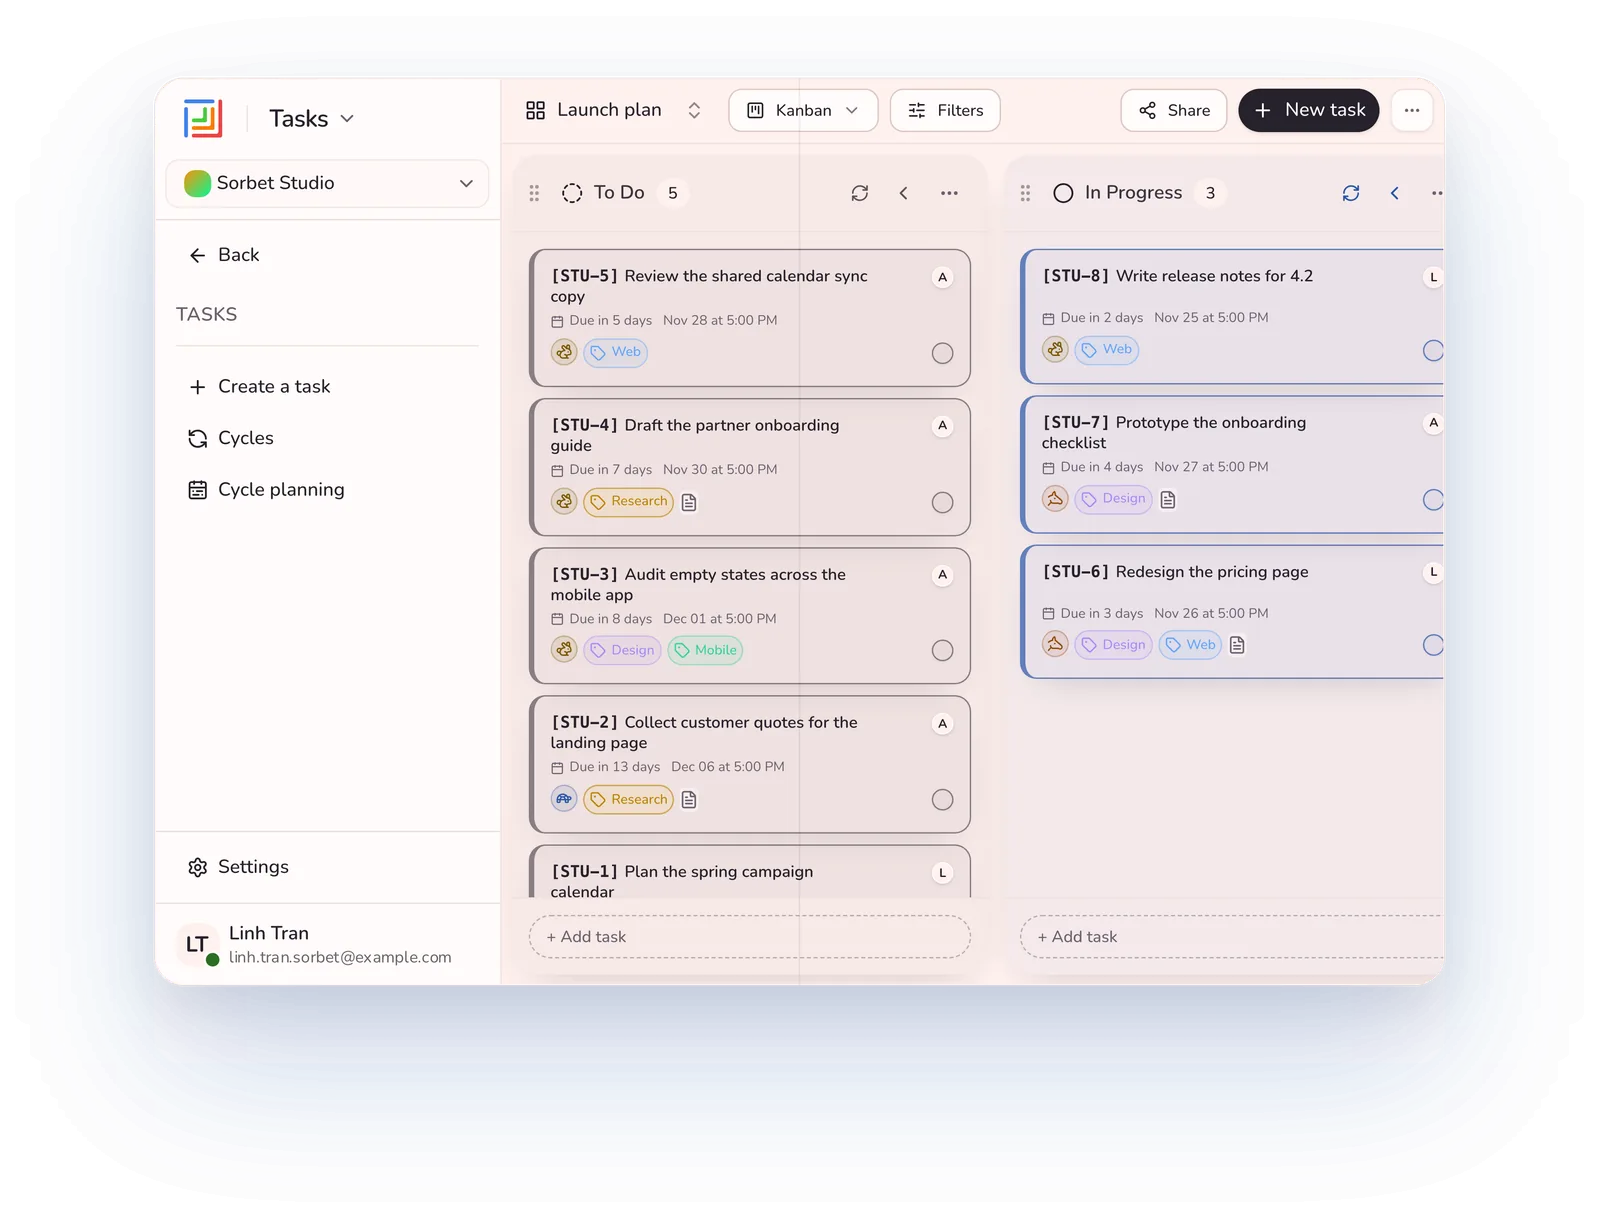 Tasks
Sorbet Studio
Back
TASKS
Create a task
Cycles
Cycle planning
Settings
LT
Linh Tran
linh.tran.sorbet@example.com
Launch plan
Kanban
Filters
Share
New task
To Do 5
[STU-5] Review the shared calendar sync
copy
A
Due in 5 days Nov 28 at 5:00 PM
Web
[STU-4] Draft the partner onboarding
guide
A
Due in 7 days Nov 30 at 5:00 PM
Research
[STU-3] Audit empty states across the
mobile app
A
Due in 8 days Dec 01 at 5:00 PM
Design Mobile
[STU-2] Collect customer quotes for the
landing page
A
Due in 13 days Dec 06 at 5:00 PM
Research
[STU-1] Plan the spring campaign
calendar
L
+ Add task
In Progress 3
[STU-8] Write release notes for 4.2
L
Due in 2 days Nov 25 at 5:00 PM
Web
[STU-7] Prototype the onboarding
checklist
A
Due in 4 days Nov 27 at 5:00 PM
Design
[STU-6] Redesign the pricing page
L
Due in 3 days Nov 26 at 5:00 PM
Design Web
+ Add task